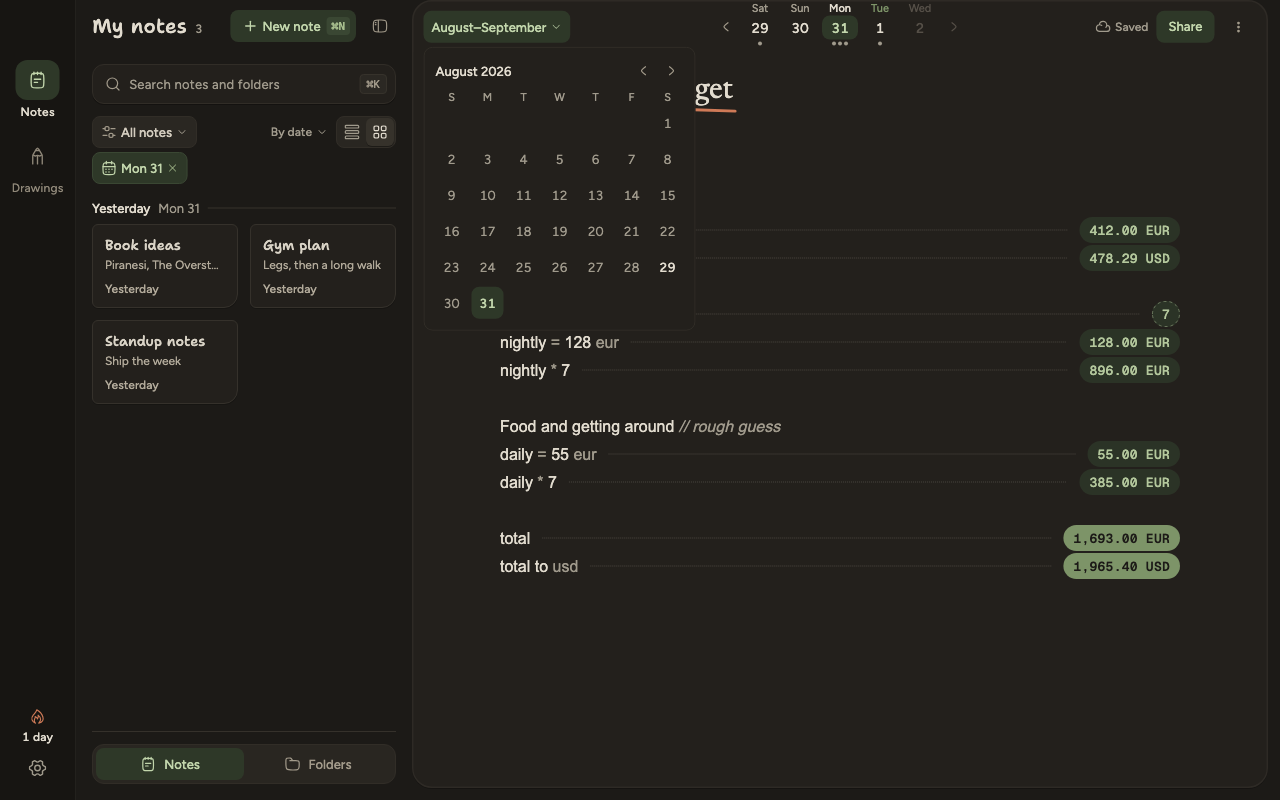 Notes
Drawings
1 day
My notes 3
New note ⌘N
Search notes and folders ⌘K
All notes
By date
Mon 31
Yesterday Mon 31
Book ideas
Piranesi, The Overst…
Yesterday
Gym plan
Legs, then a long walk
Yesterday
Standup notes
Ship the week
Yesterday
Notes
Folders
August–September
Sat Sun Mon Tue Wed
29 30 31 1 2
Saved
Share
August 2026
S M T W T F S
1
2 3 4 5 6 7 8
9 10 11 12 13 14 15
16 17 18 19 20 21 22
23 24 25 26 27 28 29
30 31
get
412.00 EUR
478.29 USD
7
nightly = 128 eur 128.00 EUR
nightly * 7 896.00 EUR
Food and getting around // rough guess
daily = 55 eur 55.00 EUR
daily * 7 385.00 EUR
total 1,693.00 EUR
total to usd 1,965.40 USD